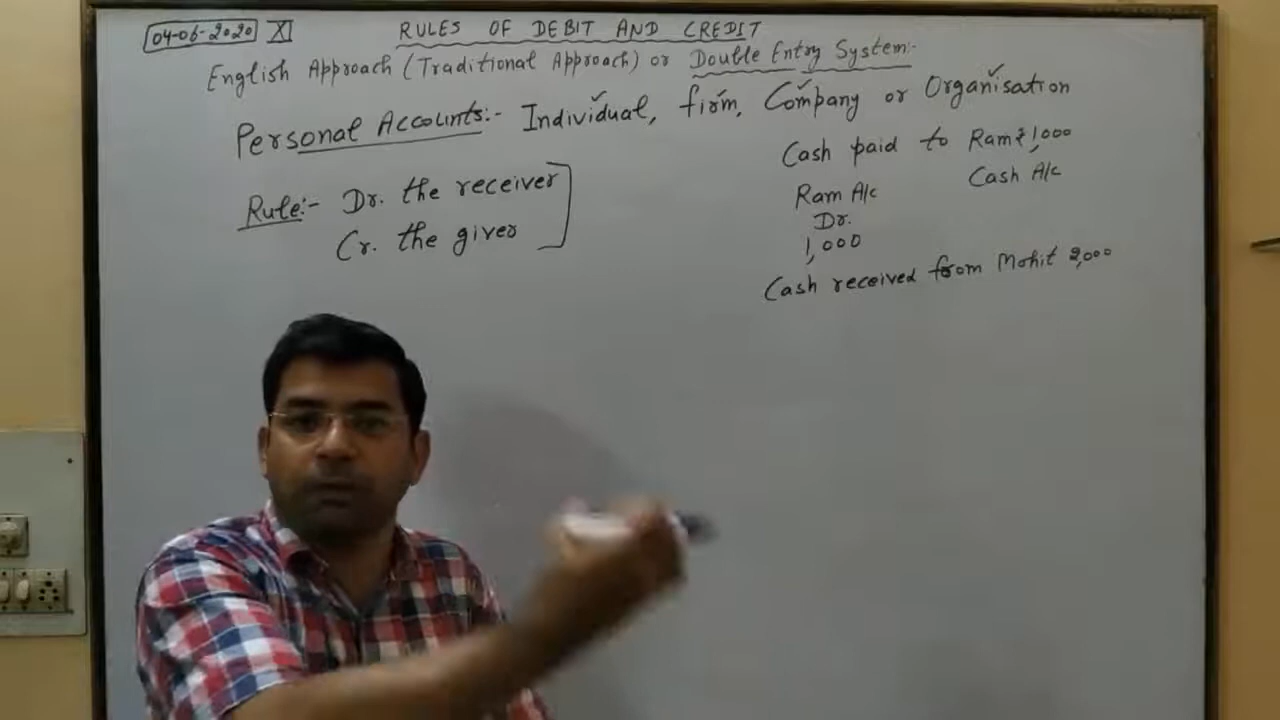 04-06-2020 XI
RULES OF DEBIT AND CREDIT
English Approach (Traditional Approach) or Double Entry System:-
Personal Accounts:- Individual, firm, Company or Organisation
Rule:- Dr. the receiver
Cr. the giver
Cash paid to Ram ₹1,000
Ram A/c Cash A/c
Dr.
1,000
Cash received from Mohit 2,000